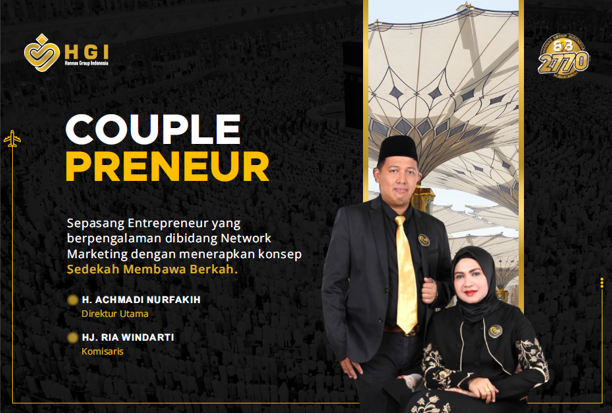 HGI
Hannas Group Indonesia
63
2770
COUPLE
PRENEUR
Sepasang Entrepreneur yang
berpengalaman dibidang Network
Marketing dengan menerapkan konsep
Sedekah Membawa Berkah.
H. ACHMADI NURFAKIH
Direktur Utama
HJ. RIA WINDARTI
Komisaris